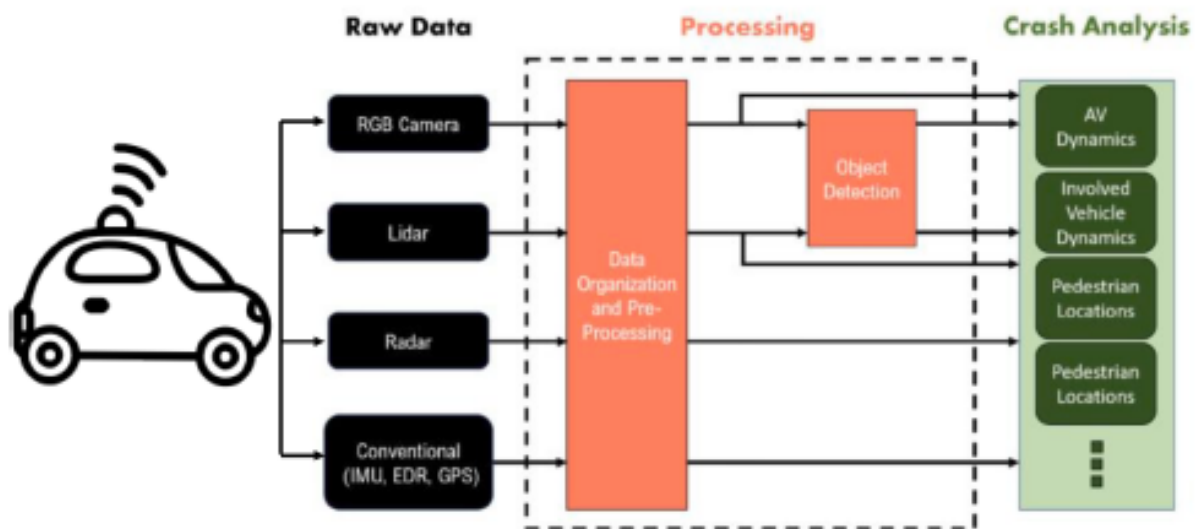 Raw Data
Processing
Crash Analysis
RGB Camera
Lidar
Radar
Conventional
(IMU, EDR, GPS)
Data
Organization
and Pre-
Processing
Object
Detection
AV
Dynamics
Involved
Vehicle
Dynamics
Pedestrian
Locations
Pedestrian
Locations